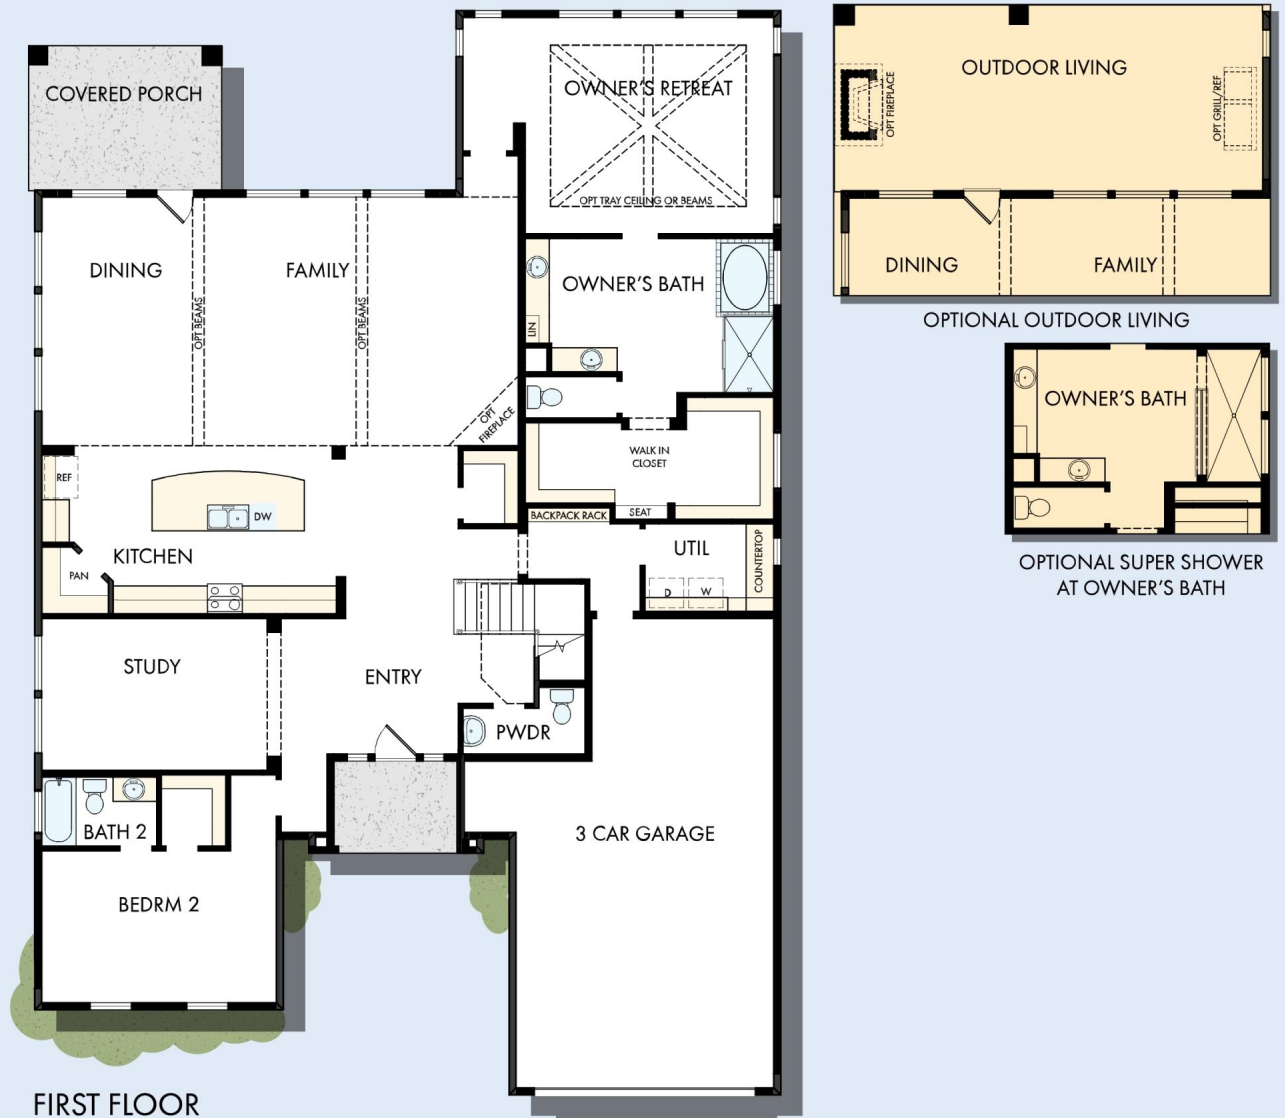 COVERED PORCH
OWNER'S RETREAT
OPT TRAY CEILING OR BEAMS
DINING
FAMILY
OPT BEAMS
OPT BEAMS
OPT
FIREPLACE
OWNER'S BATH
LIN
WALK IN
CLOSET
SEAT
BACKPACK RACK
UTIL
COUNTERTOP
D
W
REF
DW
KITCHEN
PAN
STUDY
ENTRY
PWDR
BATH 2
BEDRM 2
3 CAR GARAGE
FIRST FLOOR
OUTDOOR LIVING
OPT FIREPLACE
OPT GRILL/REF
DINING
FAMILY
OPTIONAL OUTDOOR LIVING
OWNER'S BATH
OPTIONAL SUPER SHOWER
AT OWNER'S BATH